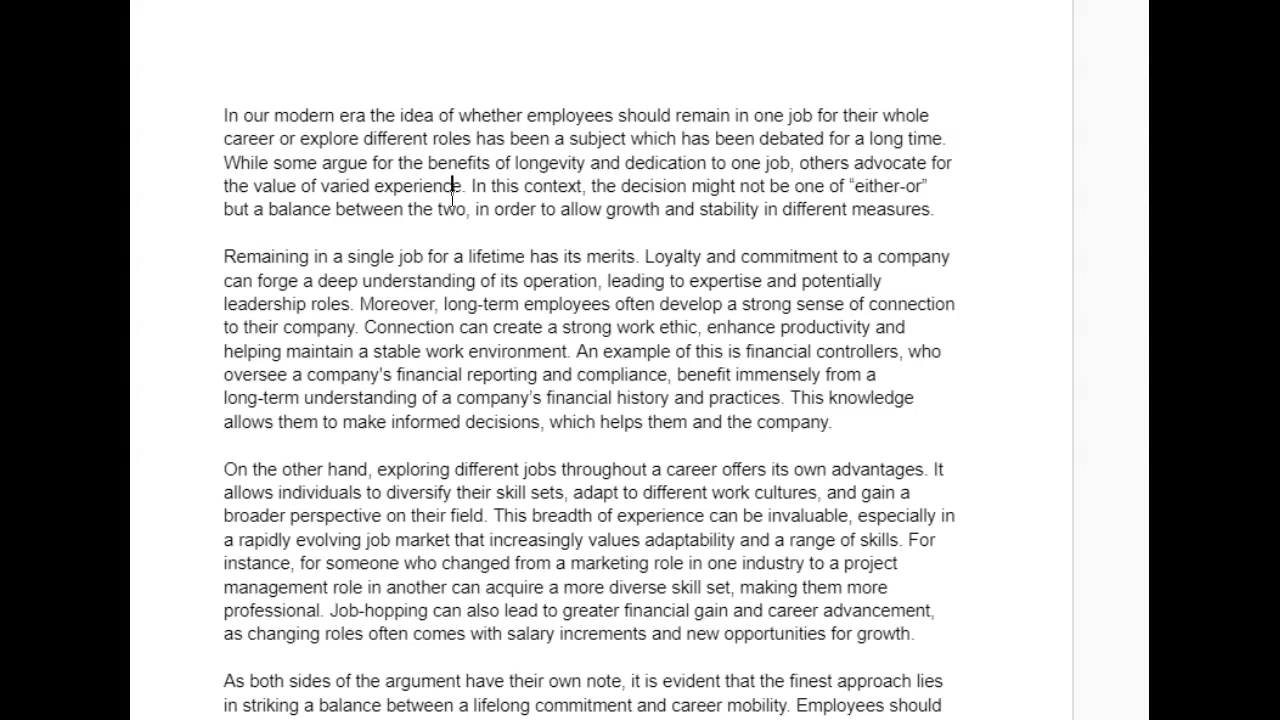 In our modern era the idea of whether employees should remain in one job for their whole
career or explore different roles has been a subject which has been debated for a long time.
While some argue for the benefits of longevity and dedication to one job, others advocate for
the value of varied experience. In this context, the decision might not be one of “either-or”
but a balance between the two, in order to allow growth and stability in different measures.
Remaining in a single job for a lifetime has its merits. Loyalty and commitment to a company
can forge a deep understanding of its operation, leading to expertise and potentially
leadership roles. Moreover, long-term employees often develop a strong sense of connection
to their company. Connection can create a strong work ethic, enhance productivity and
helping maintain a stable work environment. An example of this is financial controllers, who
oversee a company's financial reporting and compliance, benefit immensely from a
long-term understanding of a company’s financial history and practices. This knowledge
allows them to make informed decisions, which helps them and the company.
On the other hand, exploring different jobs throughout a career offers its own advantages. It
allows individuals to diversify their skill sets, adapt to different work cultures, and gain a
broader perspective on their field. This breadth of experience can be invaluable, especially in
a rapidly evolving job market that increasingly values adaptability and a range of skills. For
instance, for someone who changed from a marketing role in one industry to a project
management role in another can acquire a more diverse skill set, making them more
professional. Job-hopping can also lead to greater financial gain and career advancement,
as changing roles often comes with salary increments and new opportunities for growth.
As both sides of the argument have their own note, it is evident that the finest approach lies
in striking a balance between a lifelong commitment and career mobility. Employees should